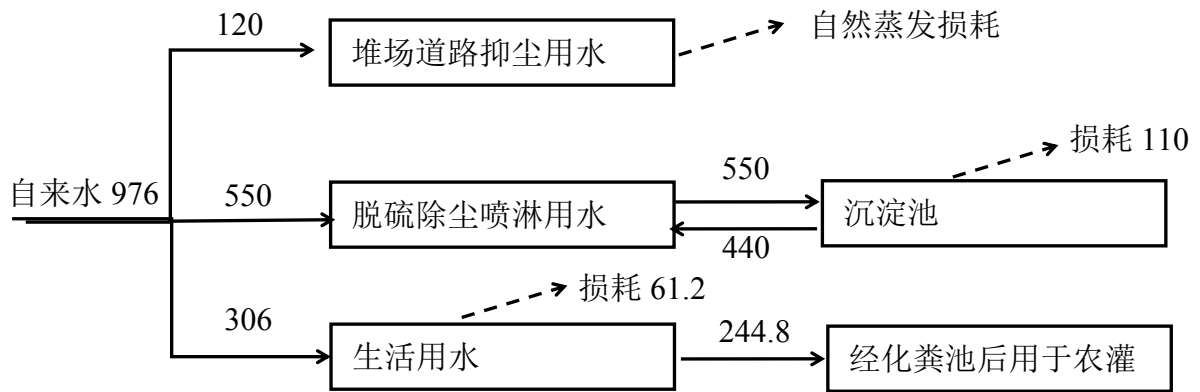 120
堆场道路抑尘用水
自然蒸发损耗
自来水 976
550
脱硫除尘喷淋用水
550
440
沉淀池
损耗 110
306
生活用水
损耗 61.2
244.8
经化粪池后用于农灌